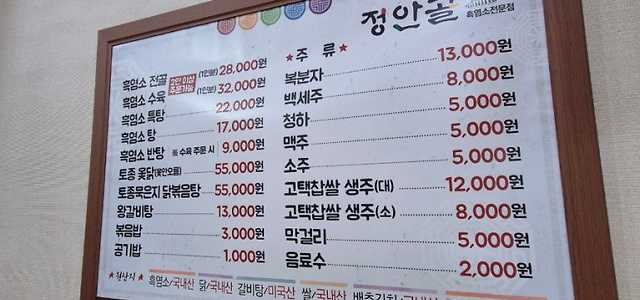 정안골
흑염소전문점
흑염소 전골 2인 이상 주문가능 (1인분) 28,000원
흑염소 수육 (1인분) 32,000원
흑염소 특탕 22,000원
흑염소 탕 17,000원
흑염소 반탕 ※ 수육 주문 시 9,000원
토종 옻닭(옻안오름) 55,000원
토종묵은지 닭볶음탕 55,000원
왕갈비탕 13,000원
볶음밥 3,000원
공기밥 1,000원
★ 주 류 ★
복분자 13,000원
백세주 8,000원
청하 5,000원
맥주 5,000원
소주 5,000원
고택찹쌀 생주(대) 12,000원
고택찹쌀 생주(소) 8,000원
막걸리 5,000원
음료수 2,000원
★ 원산지 ★ 흑염소/국내산 닭/국내산 갈비탕/미국산 쌀/국내산 배추김치